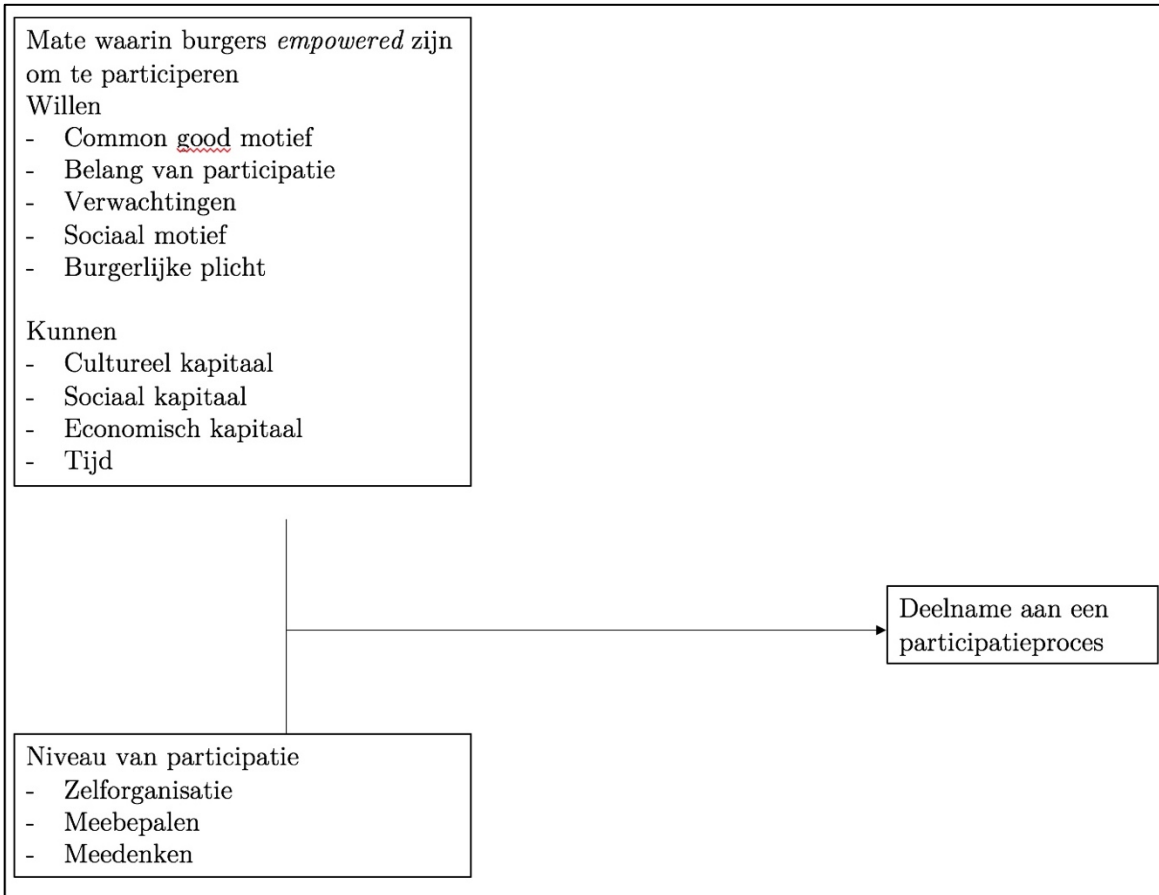 Mate waarin burgers empowered zijn
om te participeren
Willen
- Common good motief
- Belang van participatie
- Verwachtingen
- Sociaal motief
- Burgerlijke plicht
Kunnen
- Cultureel kapitaal
- Sociaal kapitaal
- Economisch kapitaal
- Tijd
Deelname aan een
participatieproces
Niveau van participatie
- Zelforganisatie
- Meebepalen
- Meedenken